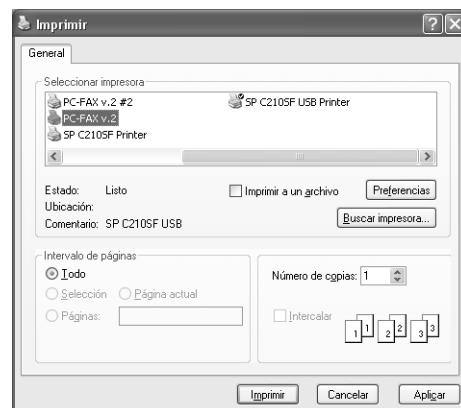 Imprimir
General
Seleccionar impresora
PC-FAX v.2 #2
SP C210SF USB Printer
PC-FAX v.2
SP C210SF Printer
Estado: Listo
Imprimir a un archivo
Preferencias
Ubicación:
Comentario: SP C210SF USB
Buscar impresora...
Intervalo de páginas
Todo
Selección Página actual
Páginas:
Número de copias: 1
Intercalar
1 1 2 2 3 3
Imprimir Cancelar Aplicar